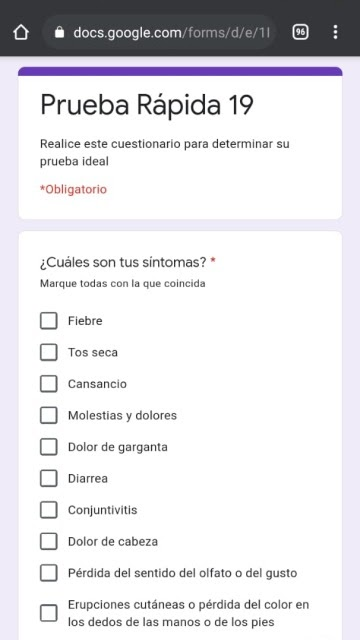 docs.google.com/forms/d/e/1I
96
Prueba Rápida 19
Realice este cuestionario para determinar su
prueba ideal
*Obligatorio
¿Cuáles son tus síntomas? *
Marque todas con la que coincida
Fiebre
Tos seca
Cansancio
Molestias y dolores
Dolor de garganta
Diarrea
Conjuntivitis
Dolor de cabeza
Pérdida del sentido del olfato o del gusto
Erupciones cutáneas o pérdida del color en
los dedos de las manos o de los pies